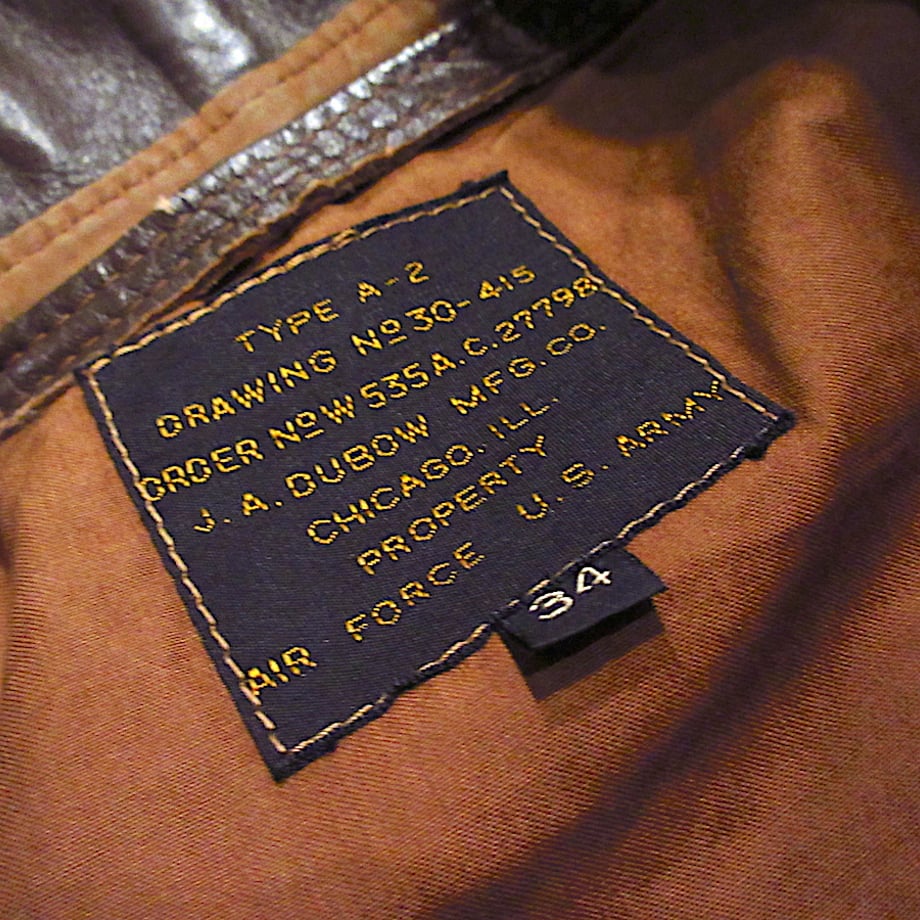 TYPE A-2
DRAWING No 30-415
ORDER No W 535 A.C. 27798
J. A. DUBOW MFG. CO.
CHICAGO. ILL.
PROPERTY
AIR FORCE U.S. ARMY
34